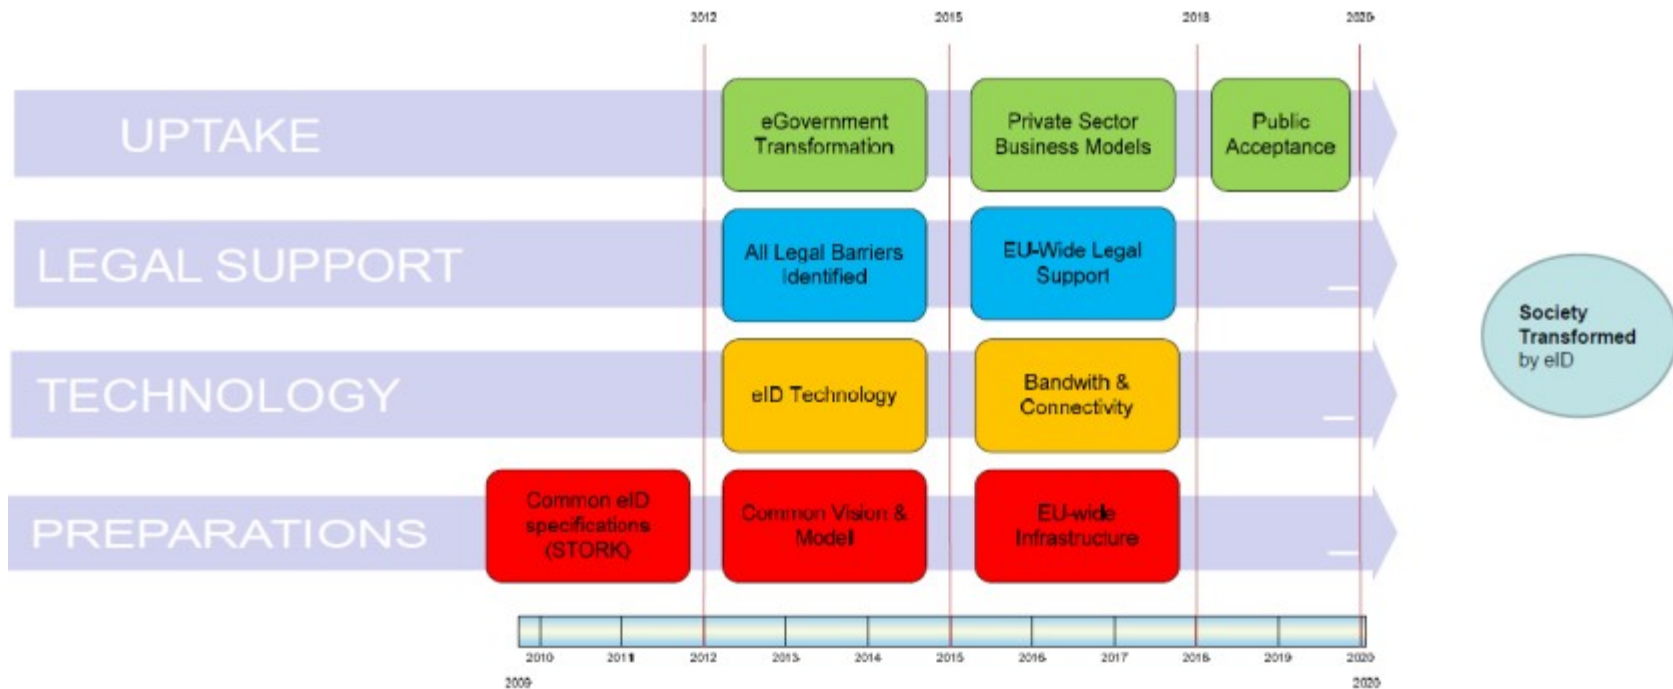 2012 2015 2018 2020
UPTAKE
eGovernment
Transformation
Private Sector
Business Models
Public
Acceptance
LEGAL SUPPORT
All Legal Barriers
Identified
EU-Wide Legal
Support
TECHNOLOGY
eID Technology
Bandwith &
Connectivity
PREPARATIONS
Common eID
specifications
(STORK)
Common Vision &
Modell
EU-wide
Infrastructure
Society
Transformed
by eID
2010 2011 2012 2013 2014 2015 2016 2017 2018 2019 2020
2009 2020